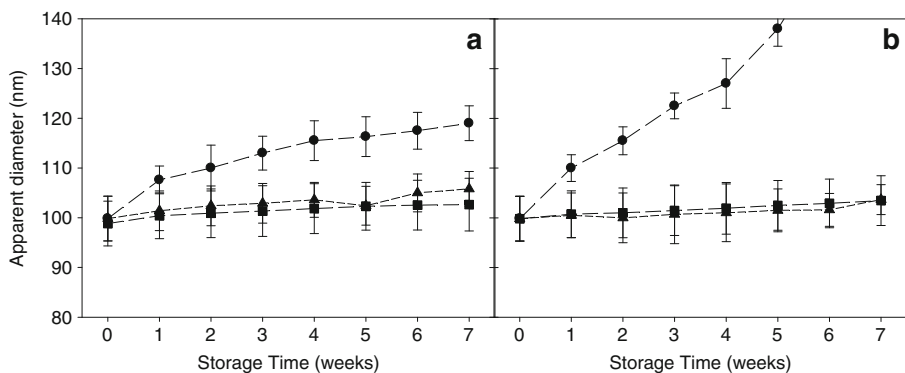 140
130
120
110
100
90
80
Apparent diameter (nm)
a
0 1 2 3 4 5 6 7
Storage Time (weeks)
b
0 1 2 3 4 5 6 7
Storage Time (weeks)